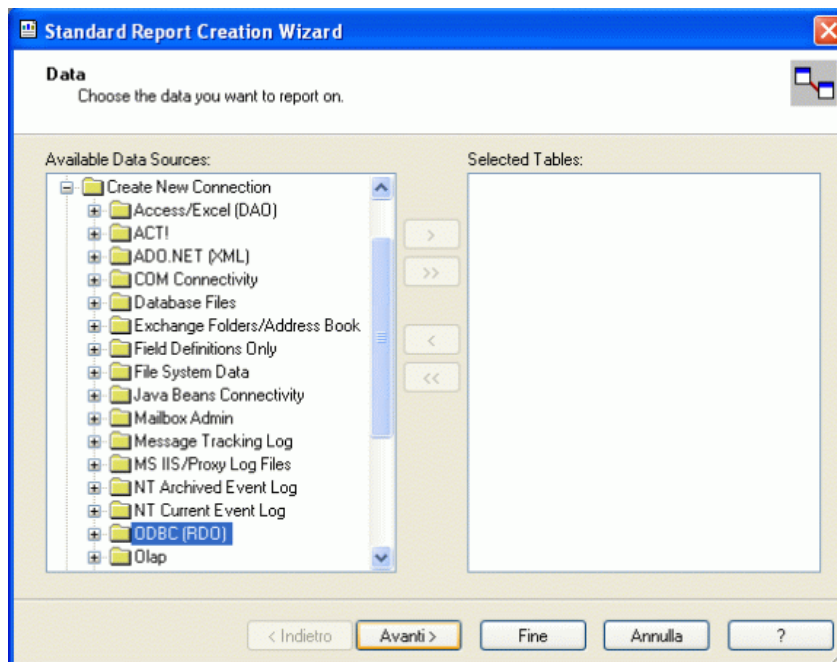 Standard Report Creation Wizard
Data
Choose the data you want to report on.
Available Data Sources:
Selected Tables:
Create New Connection
Access/Excel (DAO)
ACT!
ADO.NET (XML)
COM Connectivity
Database Files
Exchange Folders/Address Book
Field Definitions Only
File System Data
Java Beans Connectivity
Mailbox Admin
Message Tracking Log
MS IIS/Proxy Log Files
NT Archived Event Log
NT Current Event Log
ODBC (RDO)
Olap
>
>>
<
<<
< Indietro
Avanti >
Fine
Annulla
?